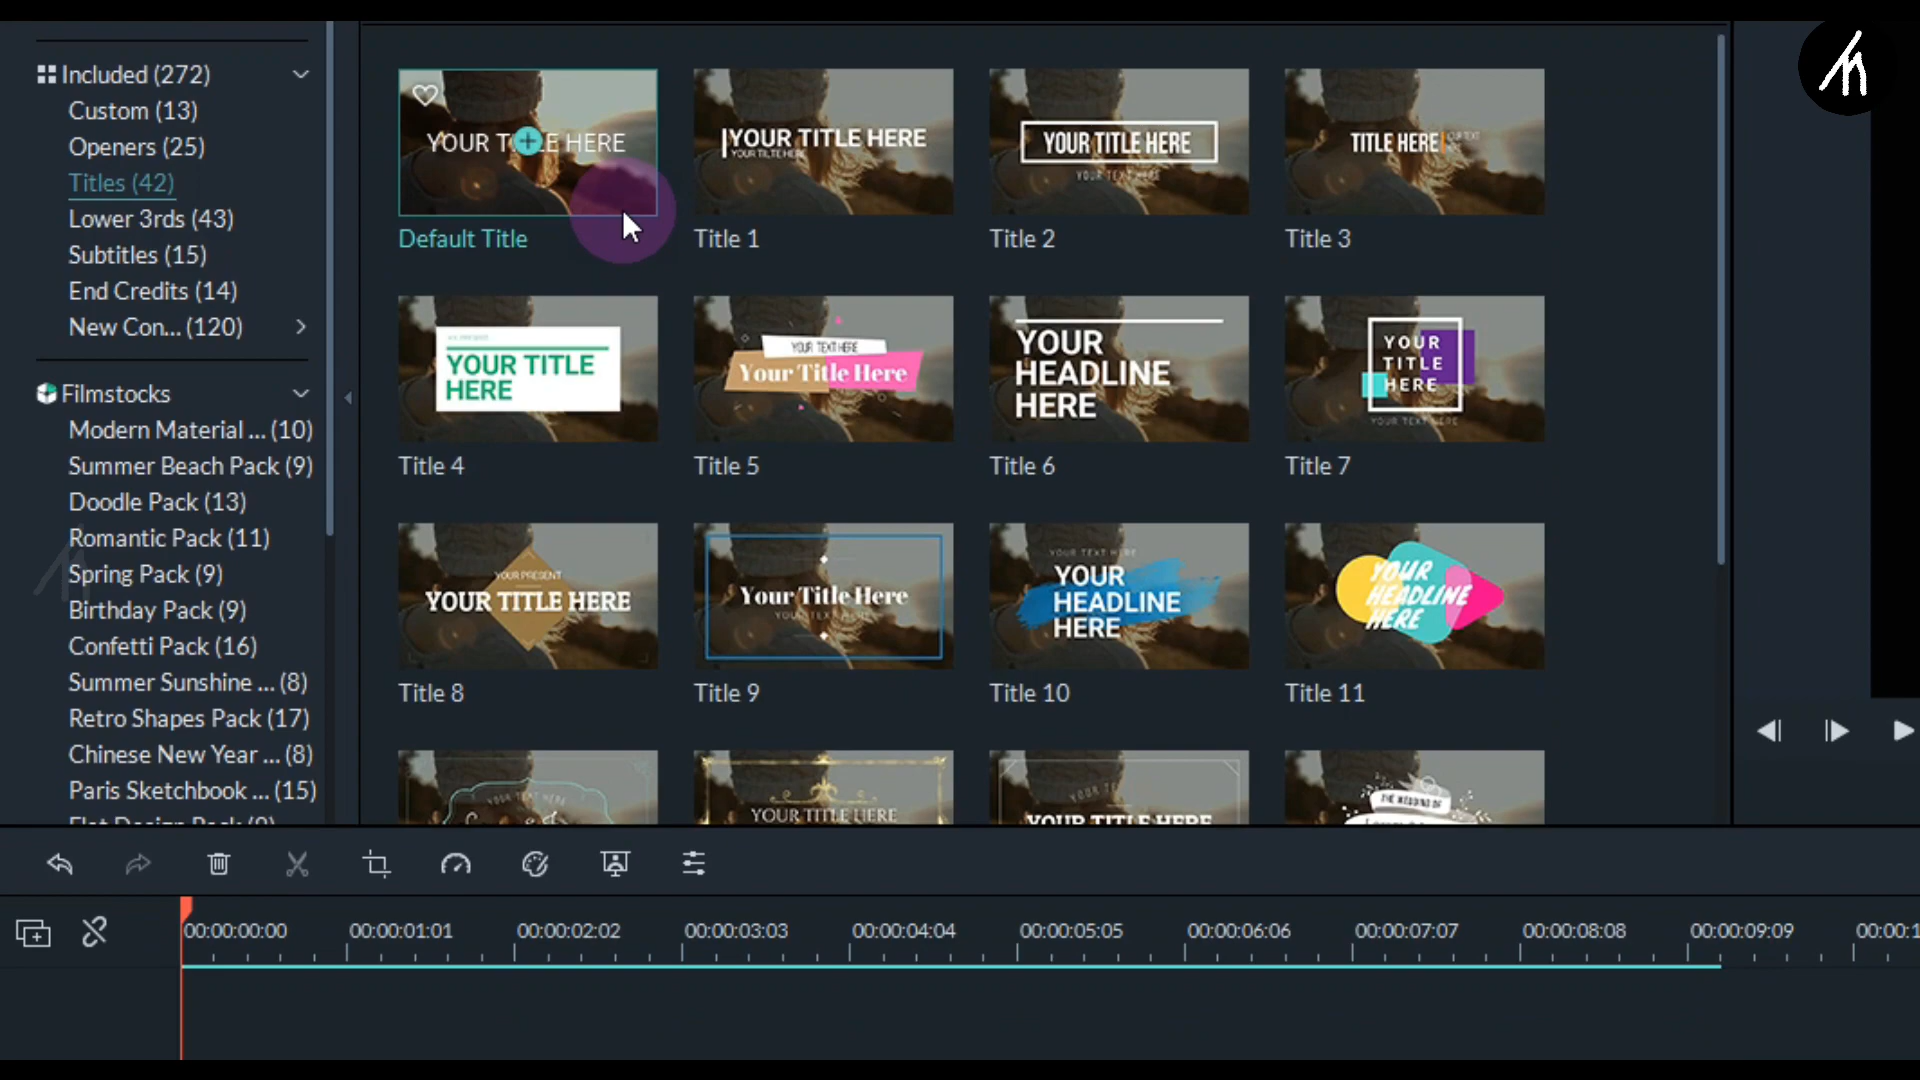 Included (272)
Custom (13)
Openers (25)
Titles (42)
Lower 3rds (43)
Subtitles (15)
End Credits (14)
New Con... (120)
Filmstocks
Modern Material ... (10)
Summer Beach Pack (9)
Doodle Pack (13)
Romantic Pack (11)
Spring Pack (9)
Birthday Pack (9)
Confetti Pack (16)
Summer Sunshine ... (8)
Retro Shapes Pack (17)
Chinese New Year ... (8)
Paris Sketchbook ... (15)
Flat Design Pack (9)
YOUR TITLE HERE
Default Title
YOUR TITLE HERE
YOUR TILTE HERE
Title 1
YOUR TITLE HERE
YOUR TEXT HERE
Title 2
TITLE HERE
Title 3
YOUR TITLE
HERE
Title 4
YOUR TEXT HERE
Your Title Here
Title 5
YOUR
HEADLINE
HERE
Title 6
YOUR
TITLE
HERE
YOUR TEXT HERE
Title 7
YOUR PRESENT
YOUR TITLE HERE
Title 8
Your Title Here
YOUR TEXT HERE
Title 9
YOUR TEXT HERE
YOUR
HEADLINE
HERE
Title 10
YOUR
HEADLINE
HERE
Title 11
YOUR TEXT HERE
YOUR TITLE HERE
YOUR TITLE HERE
THE WEDDING OF
00:00:00:00
00:00:01:01
00:00:02:02
00:00:03:03
00:00:04:04
00:00:05:05
00:00:06:06
00:00:07:07
00:00:08:08
00:00:09:09
00:00:1